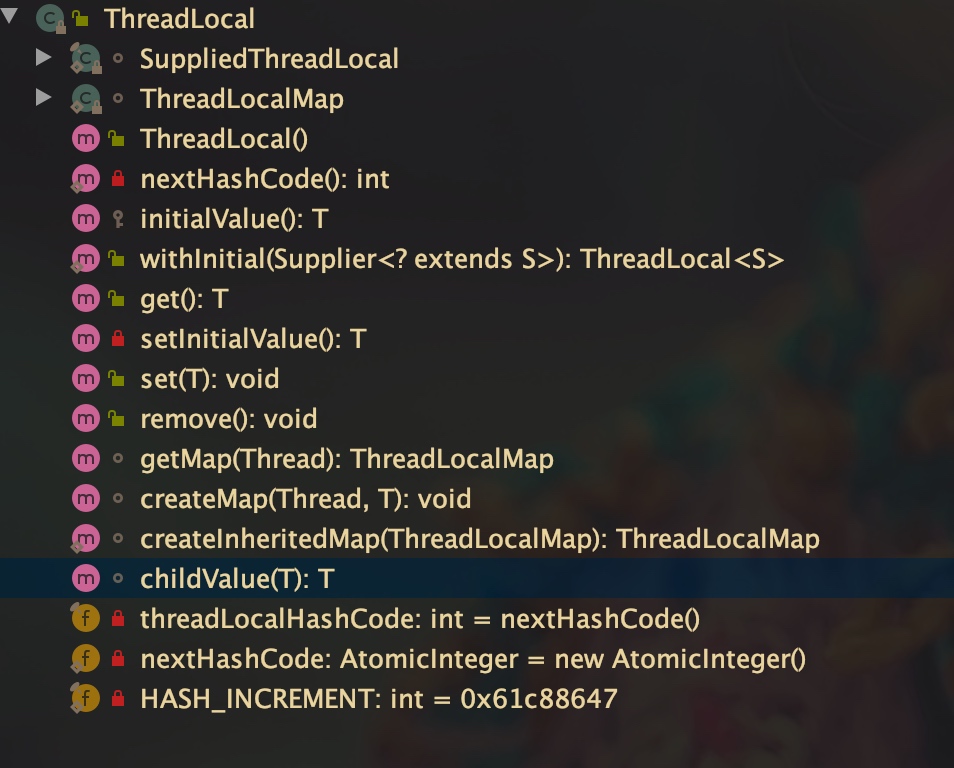 ThreadLocal
SuppliedThreadLocal
ThreadLocalMap
ThreadLocal()
nextHashCode(): int
initialValue(): T
withInitial(Supplier<? extends S>): ThreadLocal<S>
get(): T
setInitialValue(): T
set(T): void
remove(): void
getMap(Thread): ThreadLocalMap
createMap(Thread, T): void
createInheritedMap(ThreadLocalMap): ThreadLocalMap
childValue(T): T
threadLocalHashCode: int = nextHashCode()
nextHashCode: AtomicInteger = new AtomicInteger()
HASH_INCREMENT: int = 0x61c88647